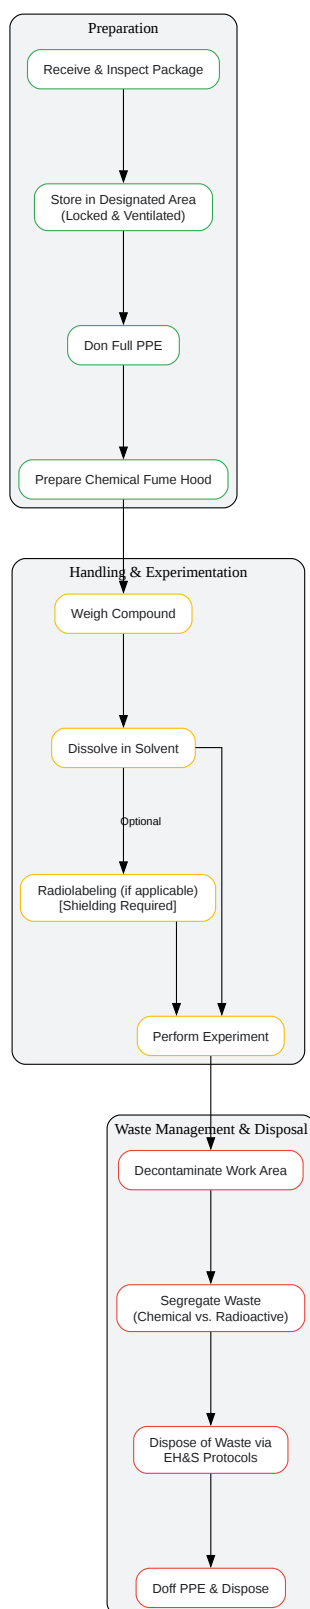 Preparation
Receive & Inspect Package
Store in Designated Area
(Locked & Ventilated)
Don Full PPE
Prepare Chemical Fume Hood
Handling & Experimentation
Weigh Compound
Dissolve in Solvent
Optional
Radiolabeling (if applicable)
[Shielding Required]
Perform Experiment
Waste Management & Disposal
Decontaminate Work Area
Segregate Waste
(Chemical vs. Radioactive)
Dispose of Waste via
EH&S Protocols
Doff PPE & Dispose